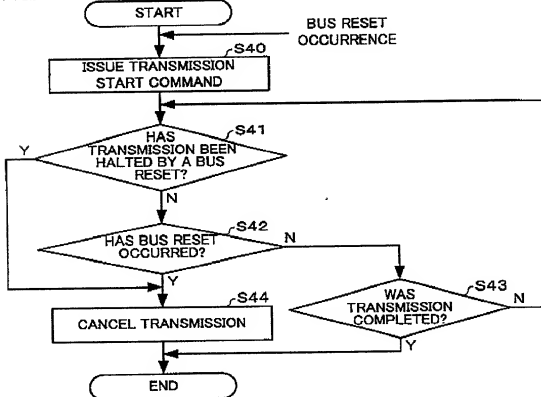 START
BUS RESET
OCCURRENCE
S40
ISSUE TRANSMISSION
START COMMAND
S41
HAS
TRANSMISSION BEEN
HALTED BY A BUS
RESET?
Y
N
S42
HAS BUS RESET
OCCURRED?
N
Y
S43
WAS
TRANSMISSION
COMPLETED?
N
Y
S44
CANCEL TRANSMISSION
END